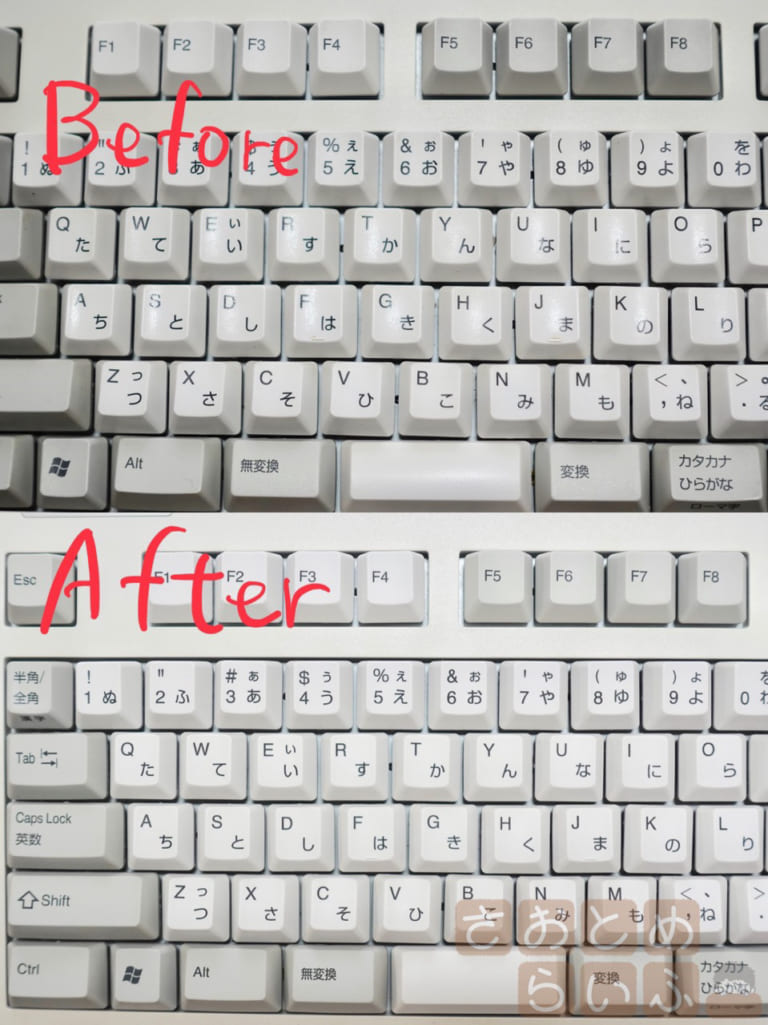 Before
F1 F2 F3 F4 F5 F6 F7 F8
! " ぁ ぅ % ぇ & ぉ ' ゃ ( ゅ ) ょ を
1 ぬ 2 ふ あ 4 う 5 え 6 お 7 や 8 ゆ 9 よ 0 わ
Q W E ぃ R T Y U I O P
た て い す か ん な に ら
A S D F G H J K L
ち と し は き く ま の り
Z っ X C V B N M < 、 > 。
つ さ そ ひ こ み も , ね . る
Alt 無変換 変換 カタカナ
ひらがな
ローマ字
After
Esc F1 F2 F3 F4 F5 F6 F7 F8
半角/ ! " # ぁ $ ぅ % ぇ & ぉ ' ゃ ( ゅ ) ょ を
全角 1 ぬ 2 ふ 3 あ 4 う 5 え 6 お 7 や 8 ゆ 9 よ 0 わ
漢字
Tab Q W E ぃ R T Y U I O
た て い す か ん な に ら
Caps Lock A S D F G H J K L
英数 ち と し は き く ま の り
Shift Z っ X C V B N M < 、 >
つ さ そ ひ こ み も , ね .
Ctrl Alt 無変換 変換 カタカナ
ひらがな
ローマ字
さおとめ
らいふ